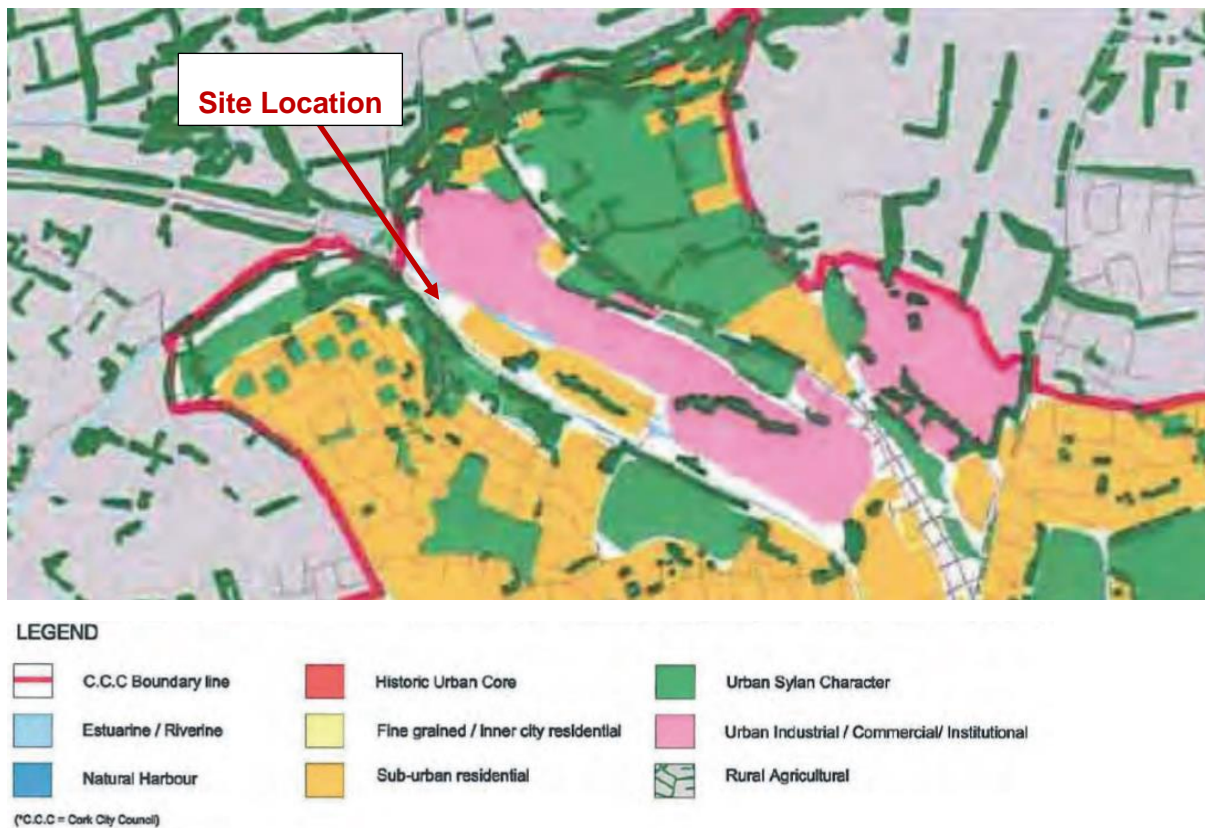 Site Location
LEGEND
C.C.C Boundary line
Historic Urban Core
Urban Sylan Character
Estuarine / Riverine
Fine grained / Inner city residential
Urban Industrial / Commercial/ Institutional
Natural Harbour
Sub-urban residential
Rural Agricultural
(*C.C.C = Cork City Council)